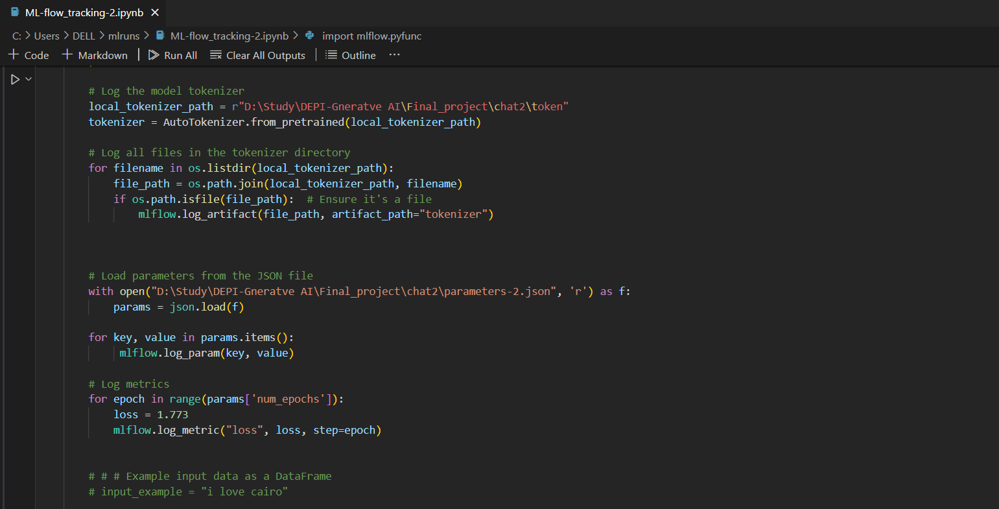 ML-flow_tracking-2.ipynb
C: > Users > DELL > mlruns > ML-flow_tracking-2.ipynb > import mlflow.pyfunc
+ Code + Markdown | Run All Clear All Outputs | Outline ...
# Log the model tokenizer
local_tokenizer_path = r"D:\Study\DEPI-Gneratve AI\Final_project\chat2\token"
tokenizer = AutoTokenizer.from_pretrained(local_tokenizer_path)
# Log all files in the tokenizer directory
for filename in os.listdir(local_tokenizer_path):
    file_path = os.path.join(local_tokenizer_path, filename)
    if os.path.isfile(file_path):  # Ensure it's a file
        mlflow.log_artifact(file_path, artifact_path="tokenizer")
# Load parameters from the JSON file
with open("D:\Study\DEPI-Gneratve AI\Final_project\chat2\parameters-2.json", 'r') as f:
    params = json.load(f)
for key, value in params.items():
     mlflow.log_param(key, value)
# Log metrics
for epoch in range(params['num_epochs']):
    loss = 1.773
    mlflow.log_metric("loss", loss, step=epoch)
# # # Example input data as a DataFrame
# input_example = "i love cairo"